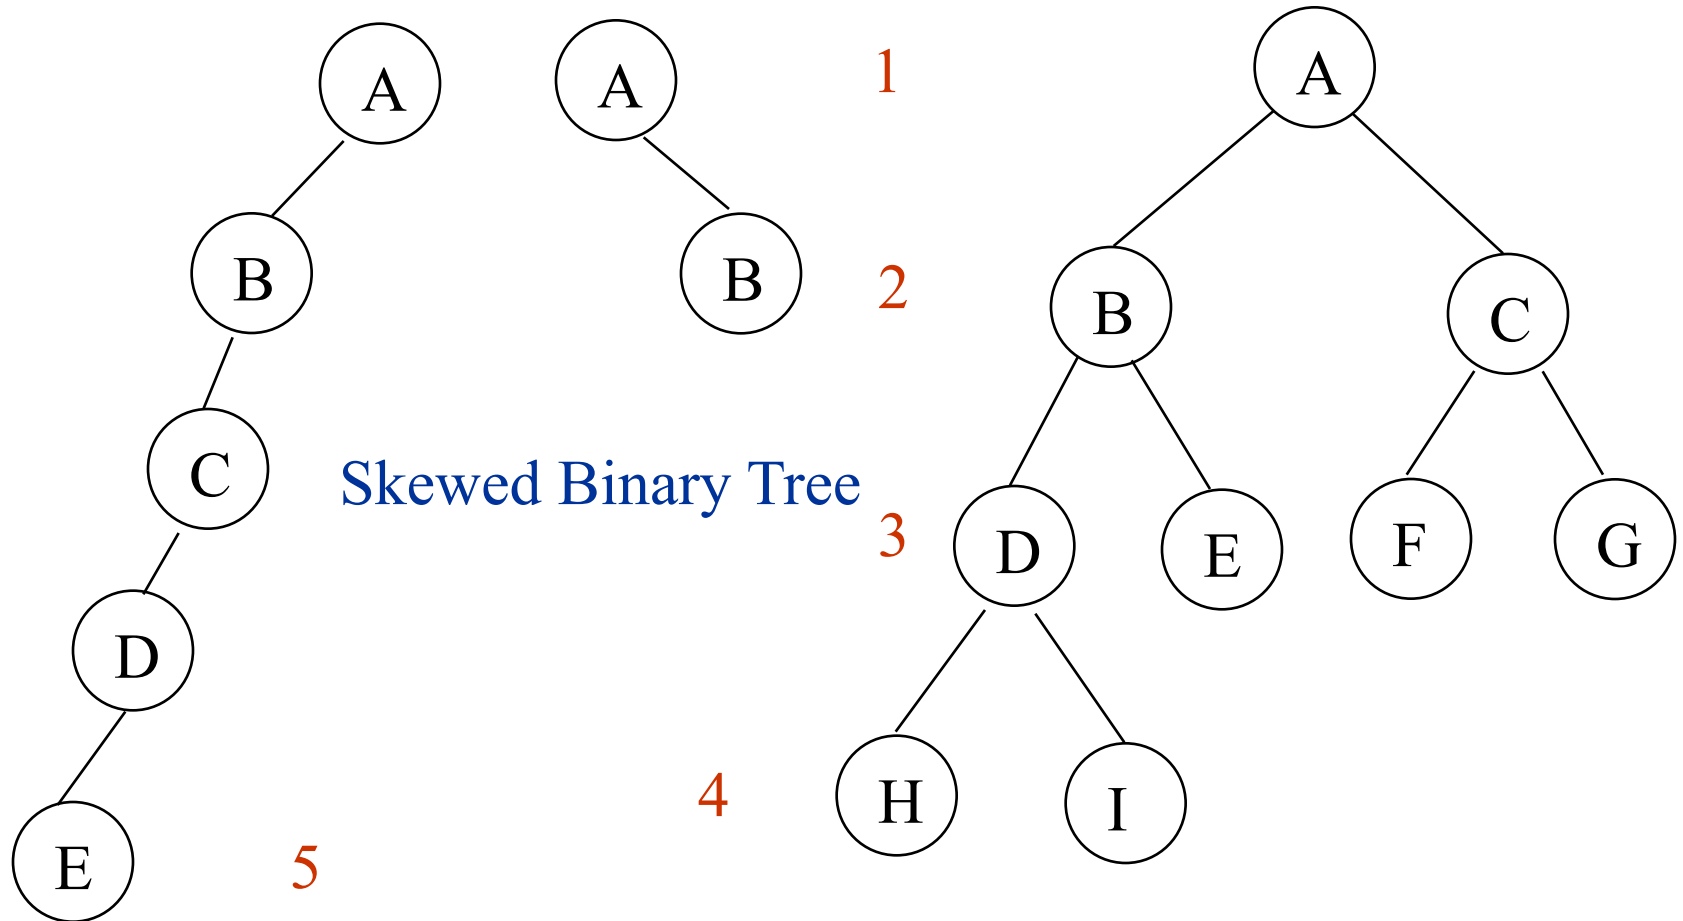 A A 1 A
B B 2 B C
C Skewed Binary Tree 3 D E F G
D
4 H I
E 5